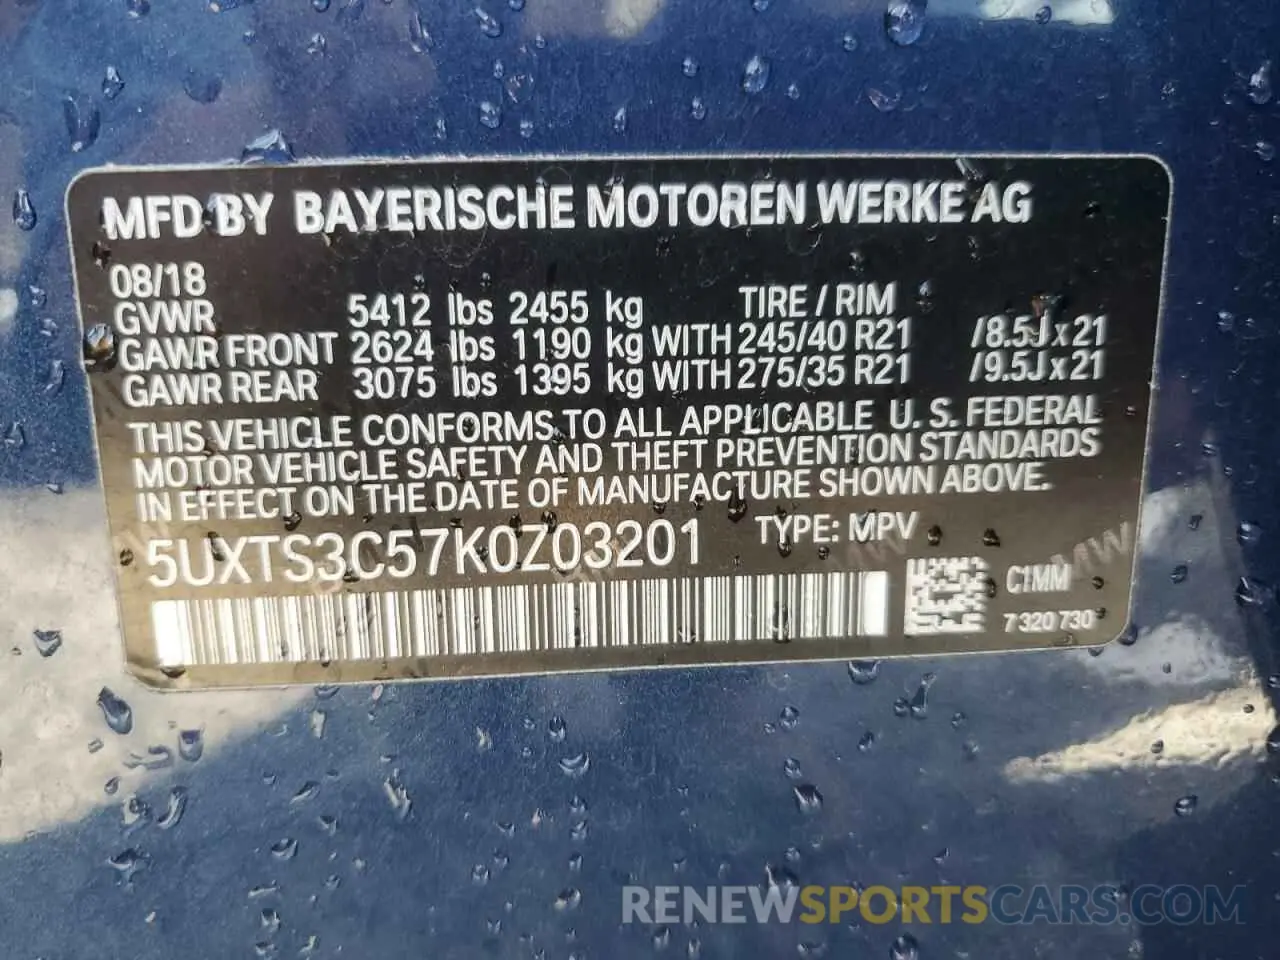 MFD BY BAYERISCHE MOTOREN WERKE AG
08/18 TIRE / RIM
GVWR 5412 lbs 2455 kg
GAWR FRONT 2624 lbs 1190 kg WITH 245/40 R21 /8.5J x 21
GAWR REAR 3075 lbs 1395 kg WITH 275/35 R21 /9.5J x 21
THIS VEHICLE CONFORMS TO ALL APPLICABLE U. S. FEDERAL
MOTOR VEHICLE SAFETY AND THEFT PREVENTION STANDARDS
IN EFFECT ON THE DATE OF MANUFACTURE SHOWN ABOVE.
5UXTS3C57K0Z03201 TYPE: MPV
C1MM
7 320 730
RENEWSPORTSCARS.COM